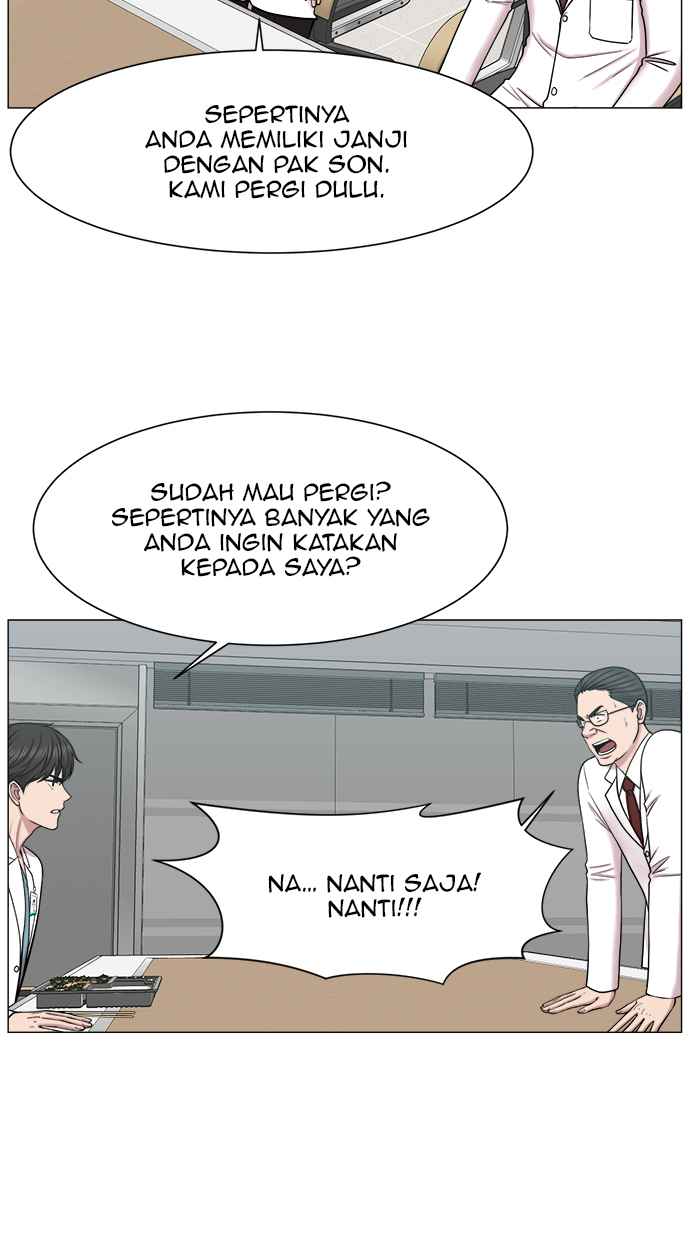 SEPERTINYA
ANDA MEMILIKI JANJI
DENGAN PAK SON.
KAMI PERGI DULU.
SUDAH MAU PERGI?
SEPERTINYA BANYAK YANG
ANDA INGIN KATAKAN
KEPADA SAYA?
NA... NANTI SAJA!
NANTI!!!